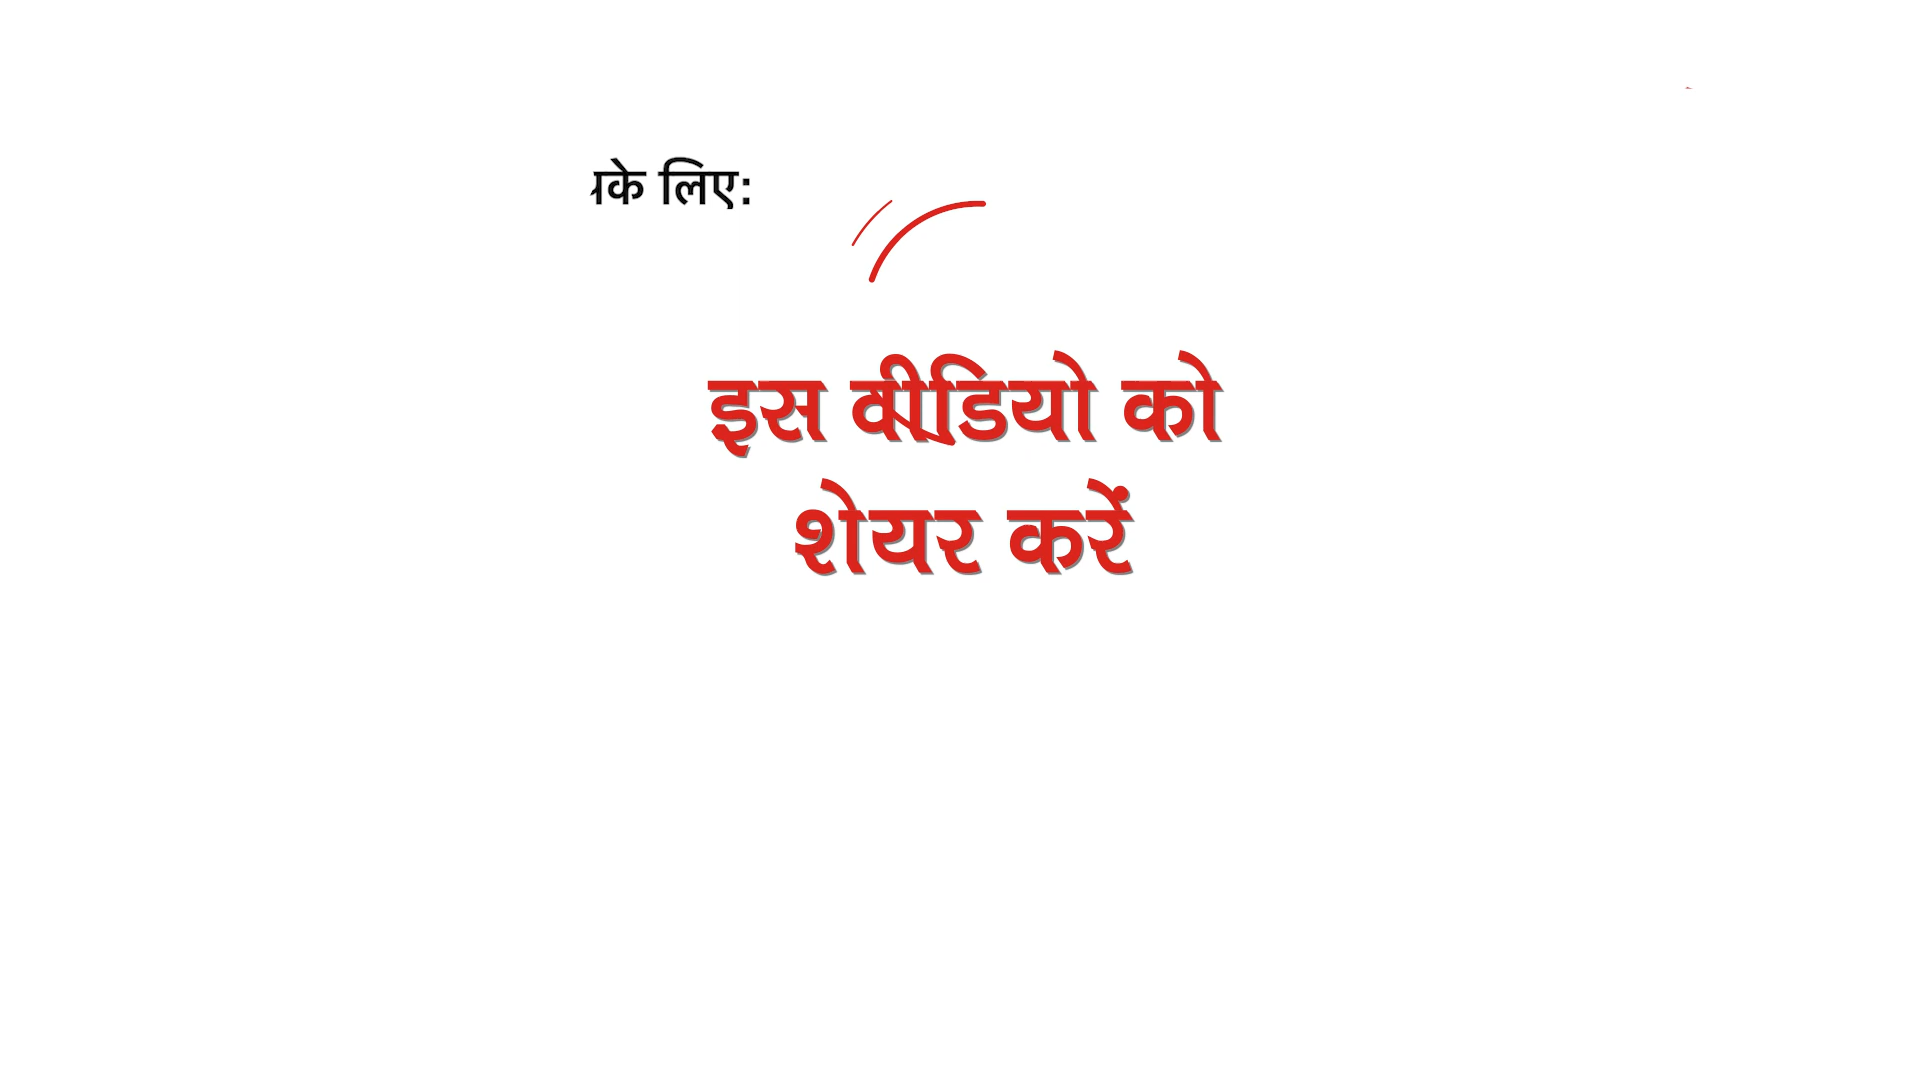 के लिए:
इस वीडियो को
शेयर करें